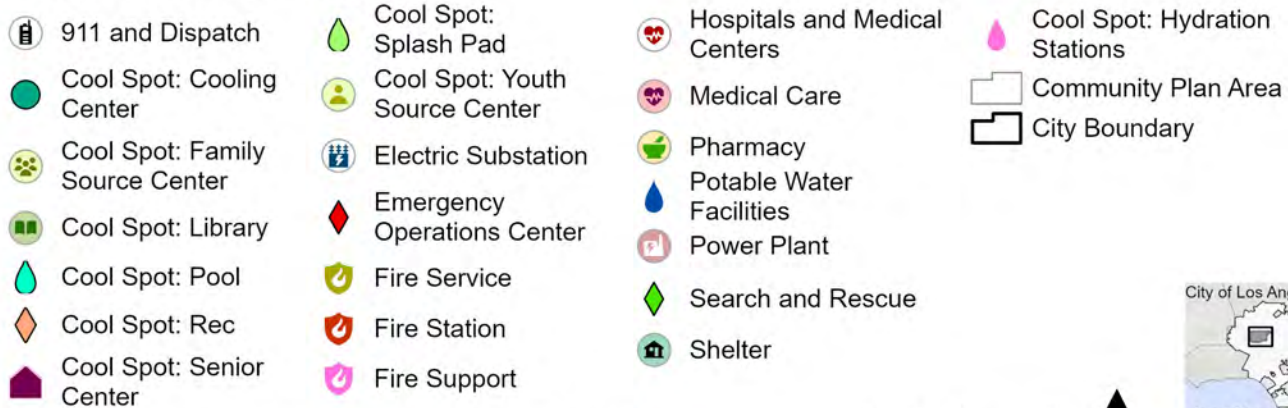 911 and Dispatch
Cool Spot: Cooling
Center
Cool Spot: Family
Source Center
Cool Spot: Library
Cool Spot: Pool
Cool Spot: Rec
Cool Spot: Senior
Center
Cool Spot:
Splash Pad
Cool Spot: Youth
Source Center
Electric Substation
Emergency
Operations Center
Fire Service
Fire Station
Fire Support
Hospitals and Medical
Centers
Medical Care
Pharmacy
Potable Water
Facilities
Power Plant
Search and Rescue
Shelter
Cool Spot: Hydration
Stations
Community Plan Area
City Boundary
City of Los